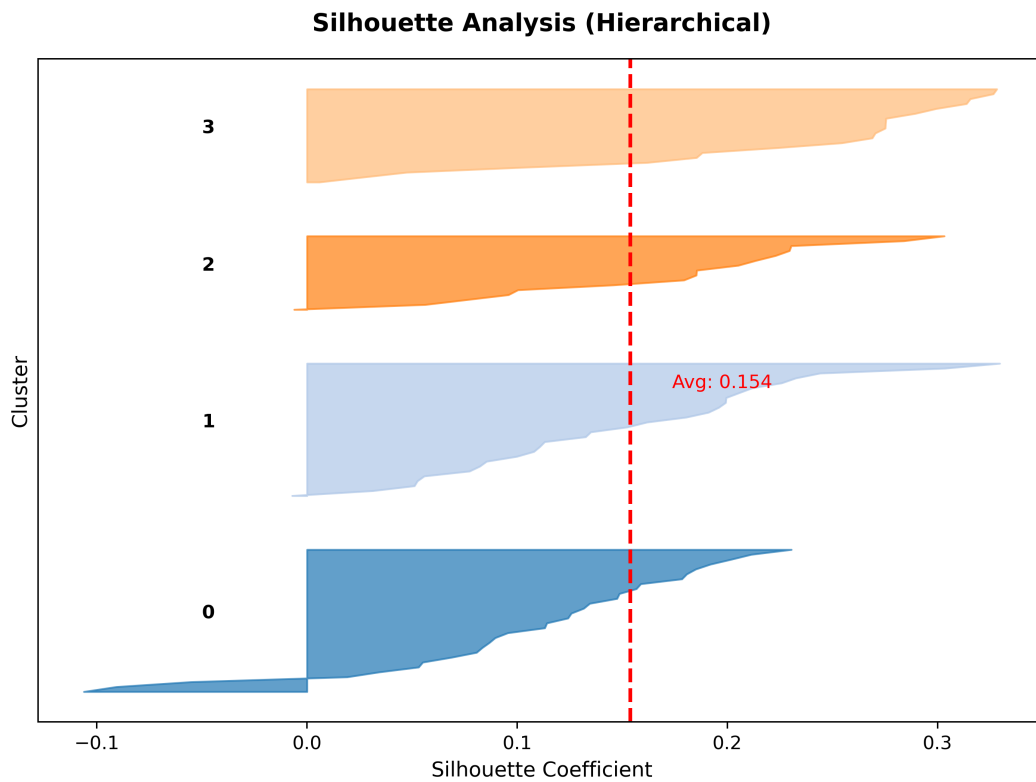 Silhouette Analysis (Hierarchical)
3
2
Avg: 0.154
1
0
Cluster
−0.1 0.0 0.1 0.2 0.3
Silhouette Coefficient